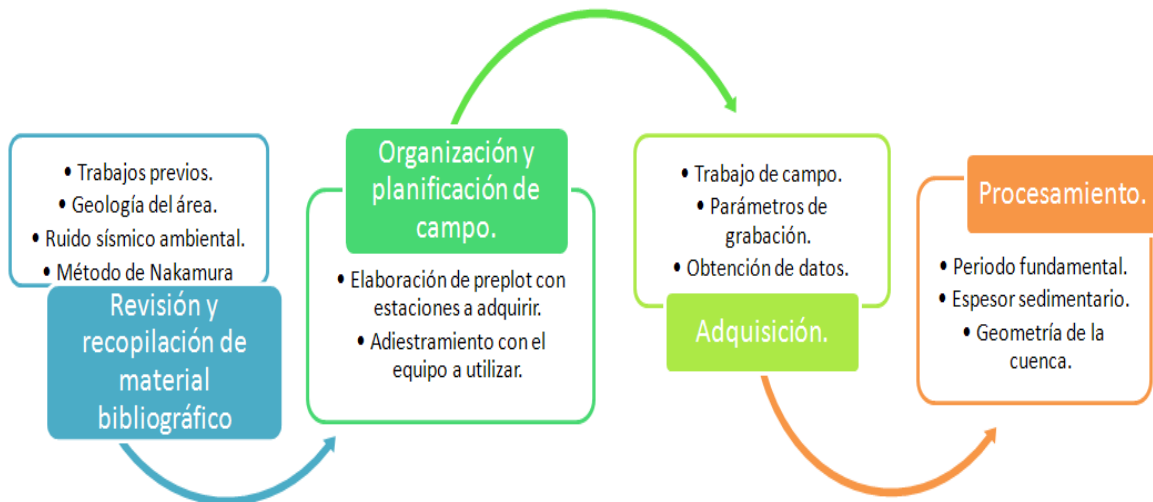 • Trabajos previos.
• Geología del área.
• Ruido sísmico ambiental.
• Método de Nakamura
Revisión y
recopilación de
material
bibliográfico
Organización y
planificación de
campo.
• Elaboración de preplot con
estaciones a adquirir.
• Adiestramiento con el
equipo a utilizar.
• Trabajo de campo.
• Parámetros de
grabación.
• Obtención de datos.
Adquisición.
Procesamiento.
• Periodo fundamental.
• Espesor sedimentario.
• Geometría de la
cuenca.